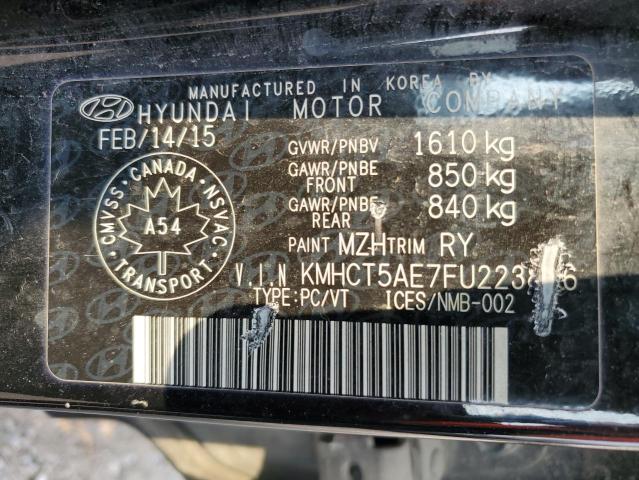 MANUFACTURED IN KOREA BY
HYUNDAI MOTOR COMPANY
FEB/14/15
GVWR/PNBV 1610 kg
GAWR/PNBE FRONT 850 kg
GAWR/PNBE REAR 840 kg
CMVSS. CANADA NSVAC
A54
TRANSPORT
PAINT MZH TRIM RY
V.I.N
TYPE:PC/VT ICES/NMB-002